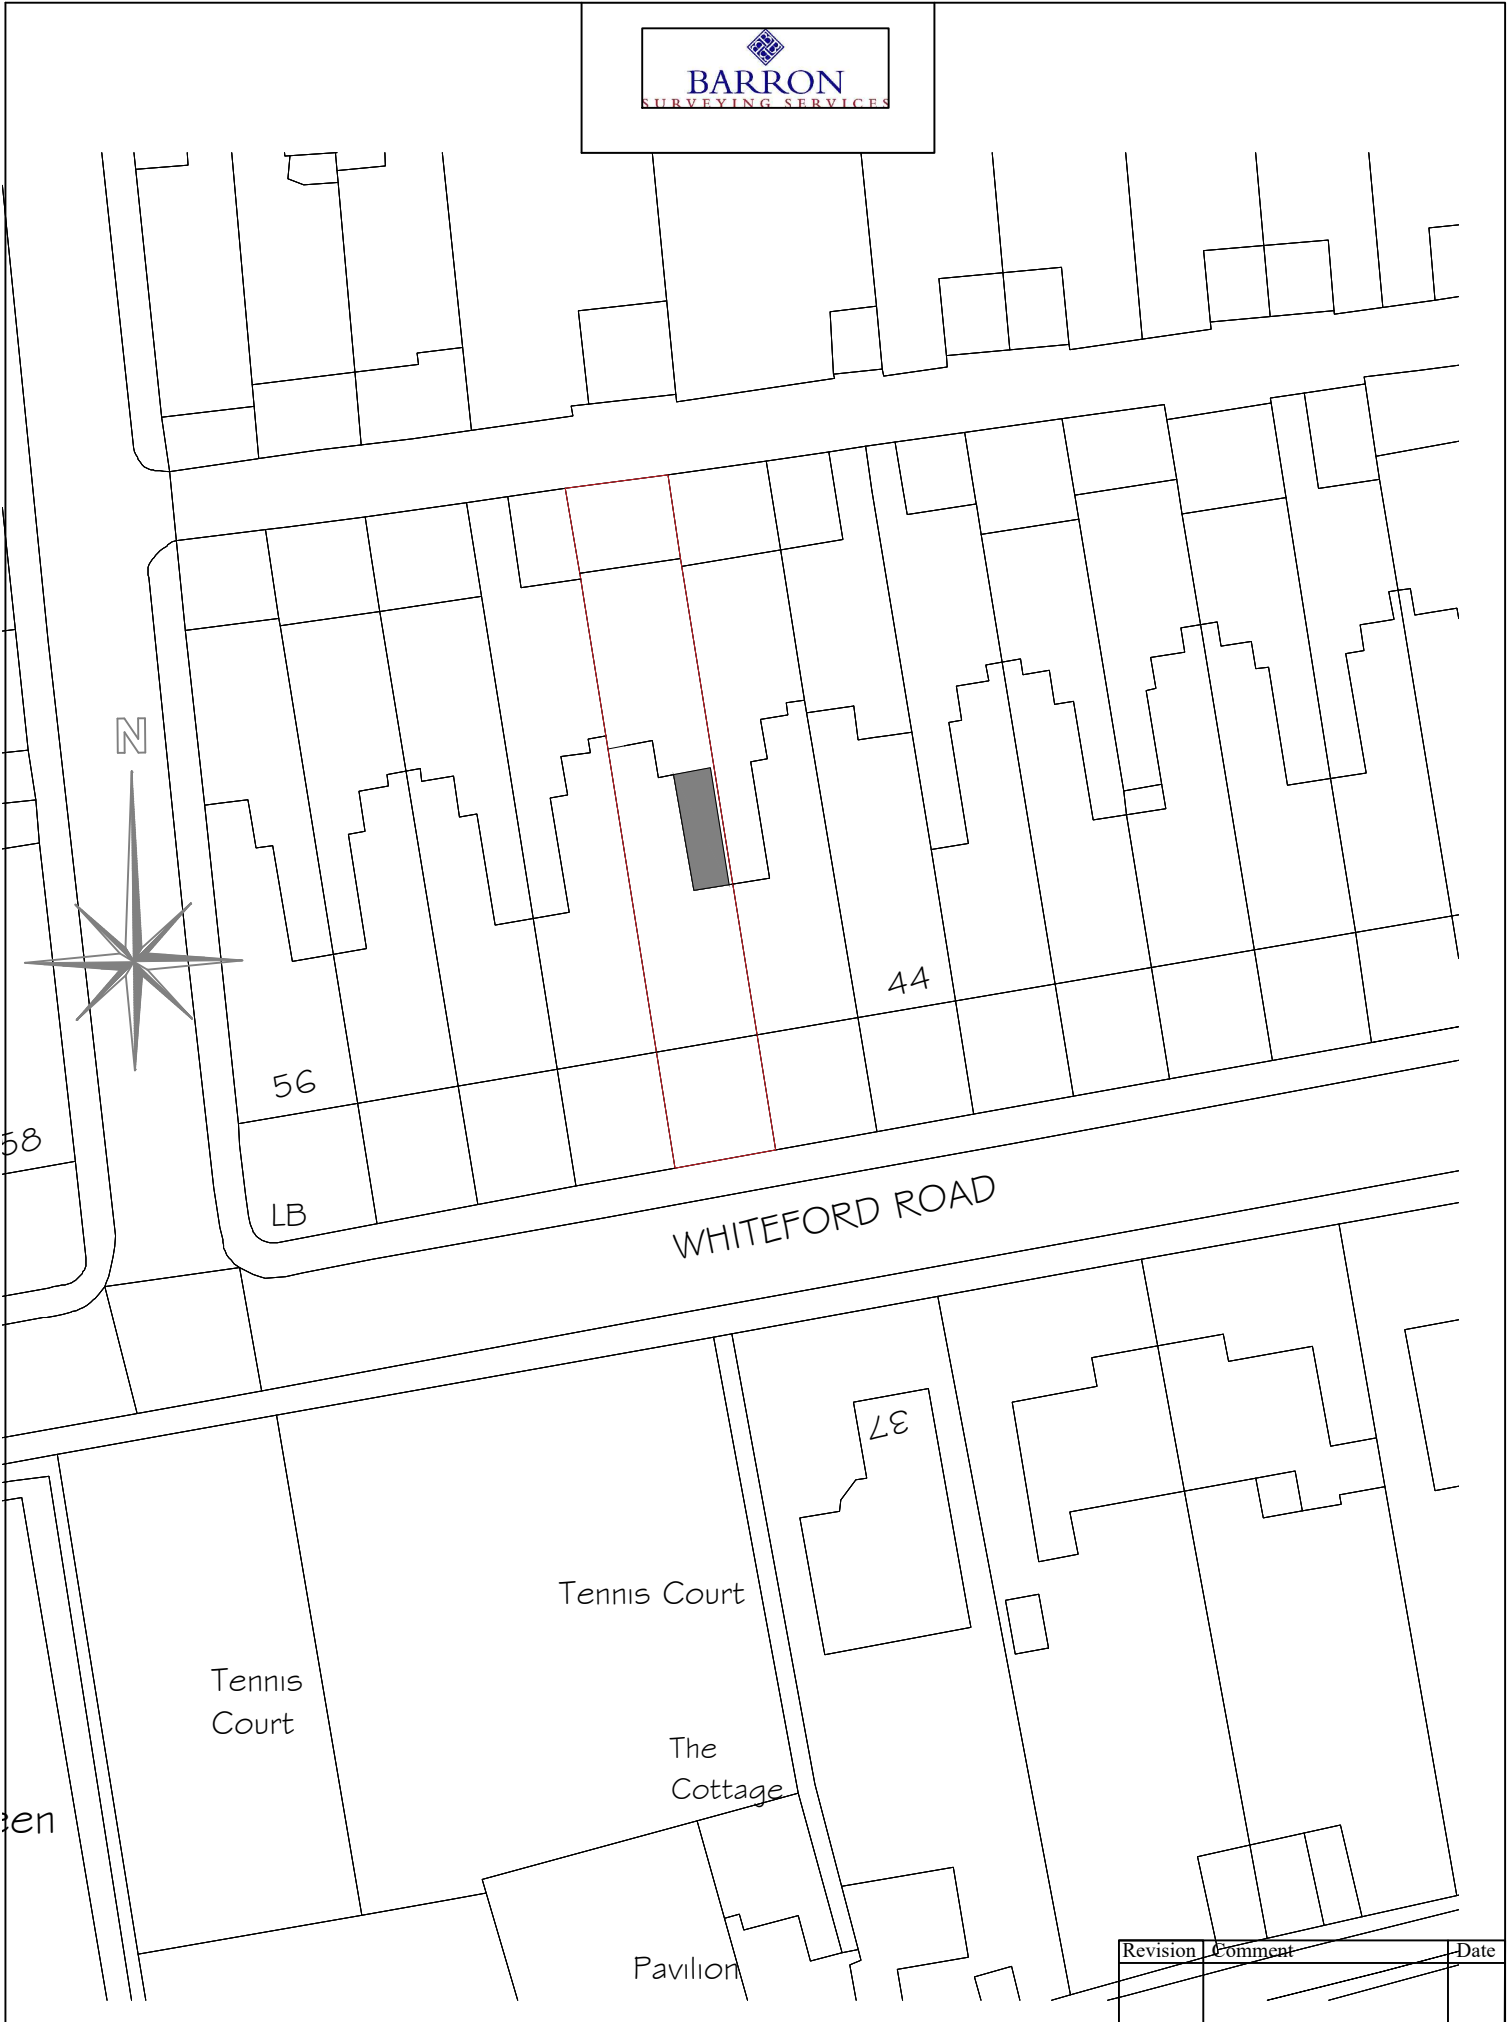 BARRON
SURVEYING SERVICES
N
44
56
58
LB
WHITEFORD ROAD
37
Tennis Court
Tennis
Court
The
Cottage
een
Pavilion
Revision Comment Date